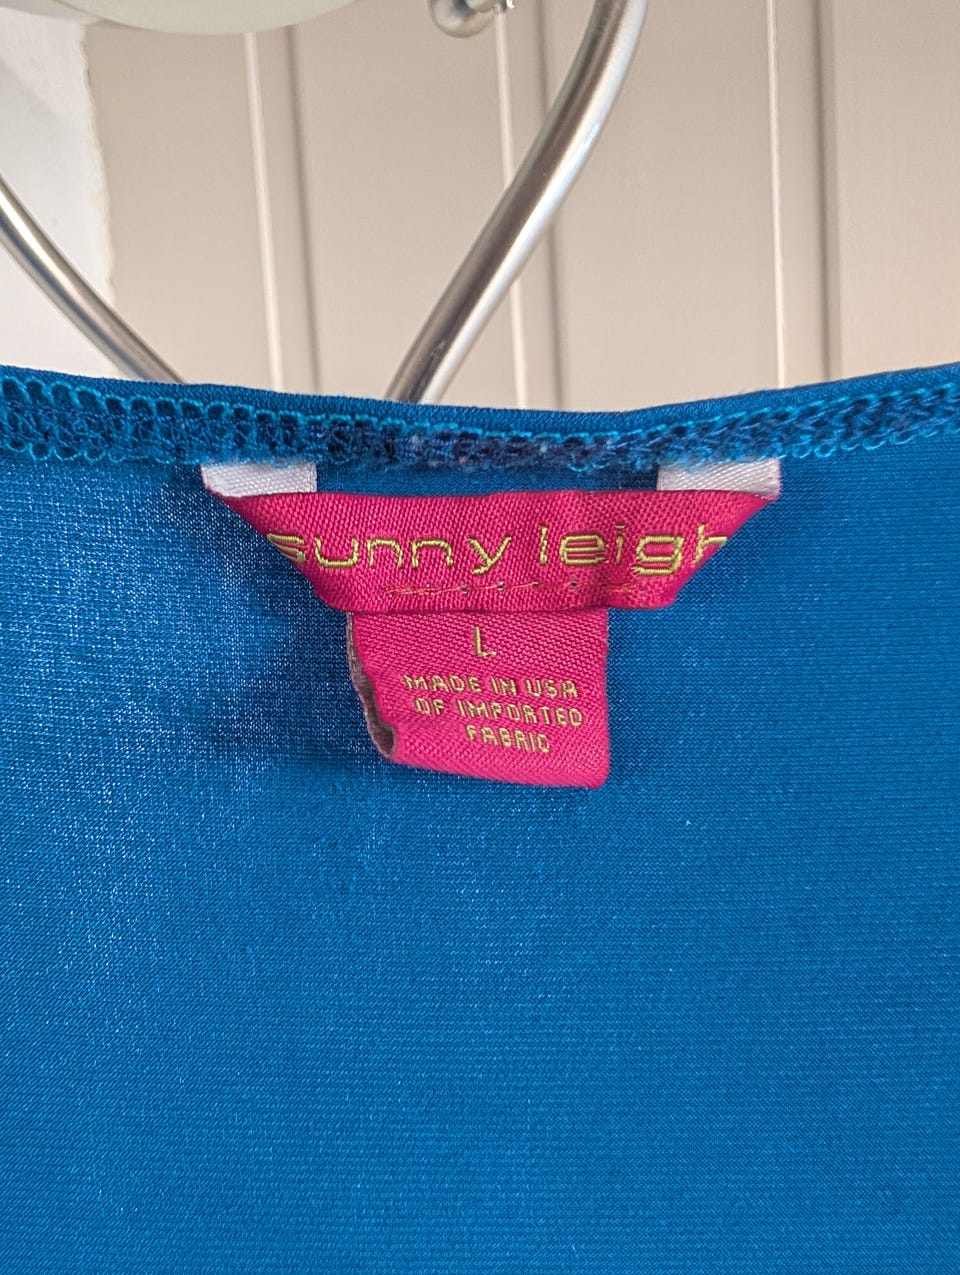 sunny leigh
L
MADE IN USA
OF IMPORTED
FABRIC